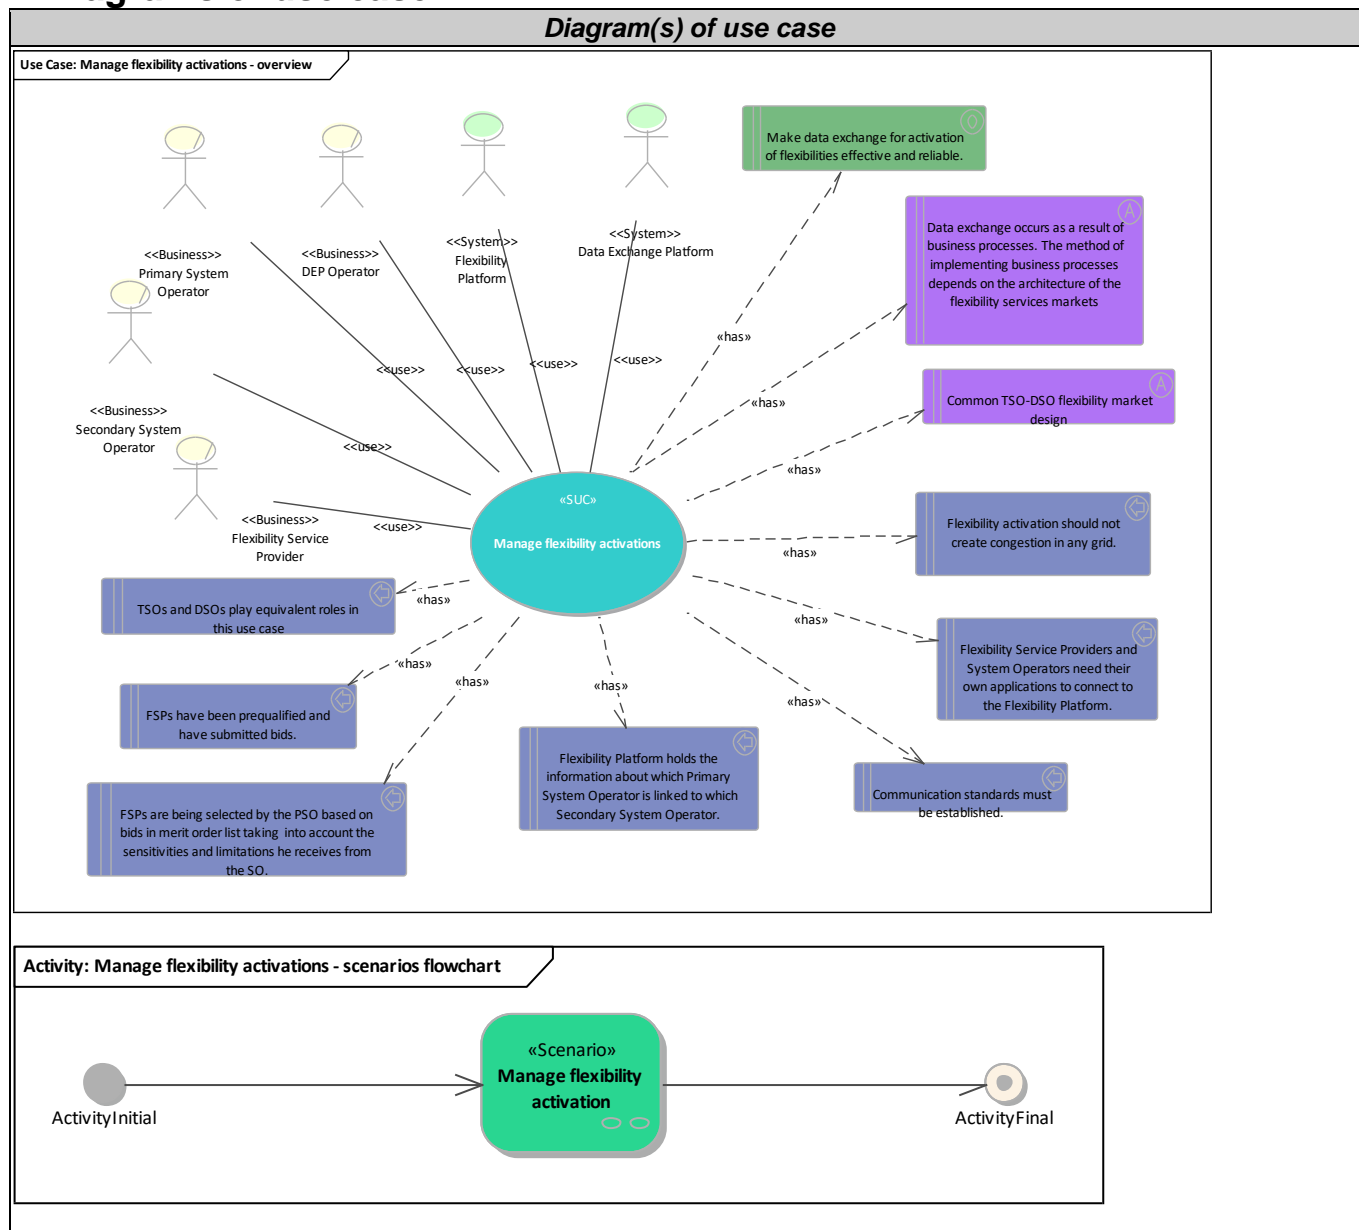 Diagram(s) of use case
Use Case: Manage flexibility activations - overview
<<Business>>
Primary System
Operator
<<Business>>
DEP Operator
<<System>>
Flexibility
Platform
<<System>>
Data Exchange Platform
O
Make data exchange for activation
of flexibilities effective and reliable.
A
Data exchange occurs as a result of
business processes. The method of
implementing business processes
depends on the architecture of the
flexibility services markets
«has»
<<use>>
<<use>>
<<use>>
<<use>>
A
Common TSO-DSO flexibility market
design
«has»
<<Business>>
Secondary System
Operator
<<use>>
«has»
<<Business>>
Flexibility Service
Provider
<<use>>
«SUC»
Manage flexibility activations
Flexibility activation should not
create congestion in any grid.
«has»
TSOs and DSOs play equivalent roles in
this use case
«has»
«has»
Flexibility Service Providers and
System Operators need their
own applications to connect to
the Flexibility Platform.
«has»
FSPs have been prequalified and
have submitted bids.
«has»
«has»
«has»
Flexibility Platform holds the
information about which Primary
System Operator is linked to which
Secondary System Operator.
Communication standards must
be established.
FSPs are being selected by the PSO based on
bids in merit order list taking into account the
sensitivities and limitations he receives from
the SO.
Activity: Manage flexibility activations - scenarios flowchart
«Scenario»
Manage flexibility
activation
ActivityInitial
ActivityFinal